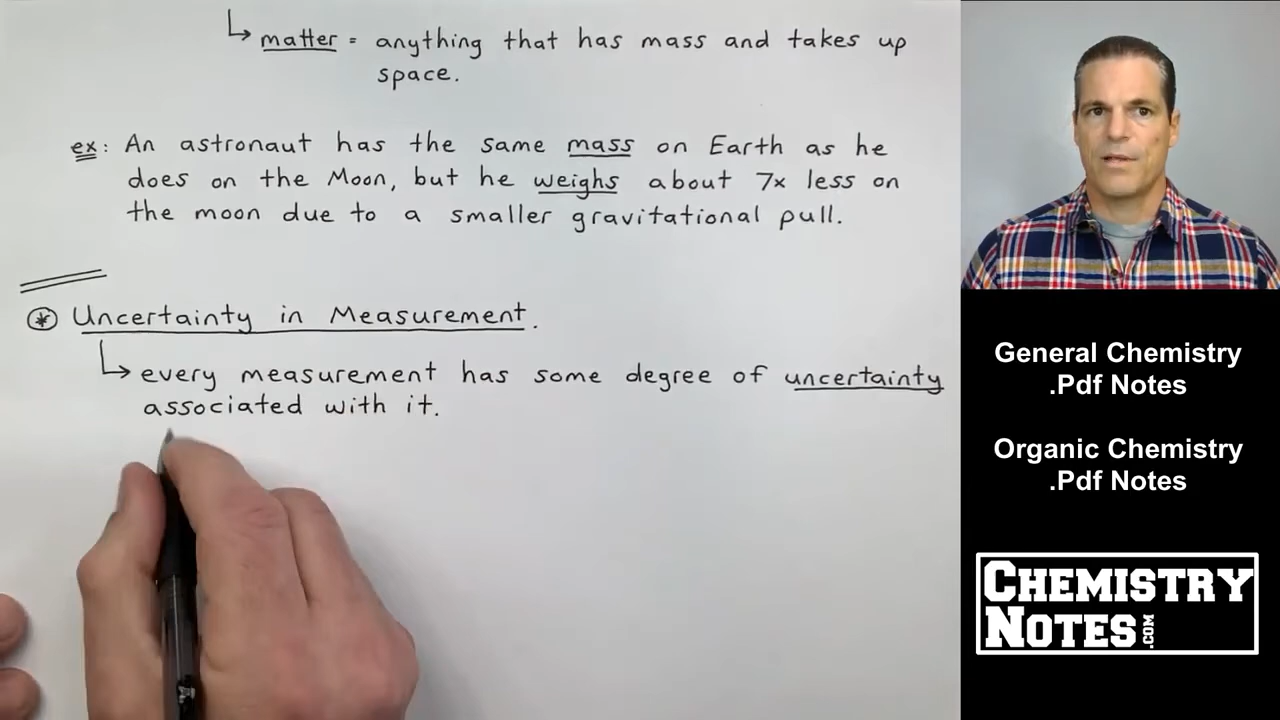 matter = anything that has mass and takes up
space.
ex: An astronaut has the same mass on Earth as he
does on the Moon, but he weighs about 7x less on
the moon due to a smaller gravitational pull.
* Uncertainty in Measurement.
every measurement has some degree of uncertainty
associated with it.
General Chemistry
.Pdf Notes
Organic Chemistry
.Pdf Notes
CHEMISTRY
NOTES.COM